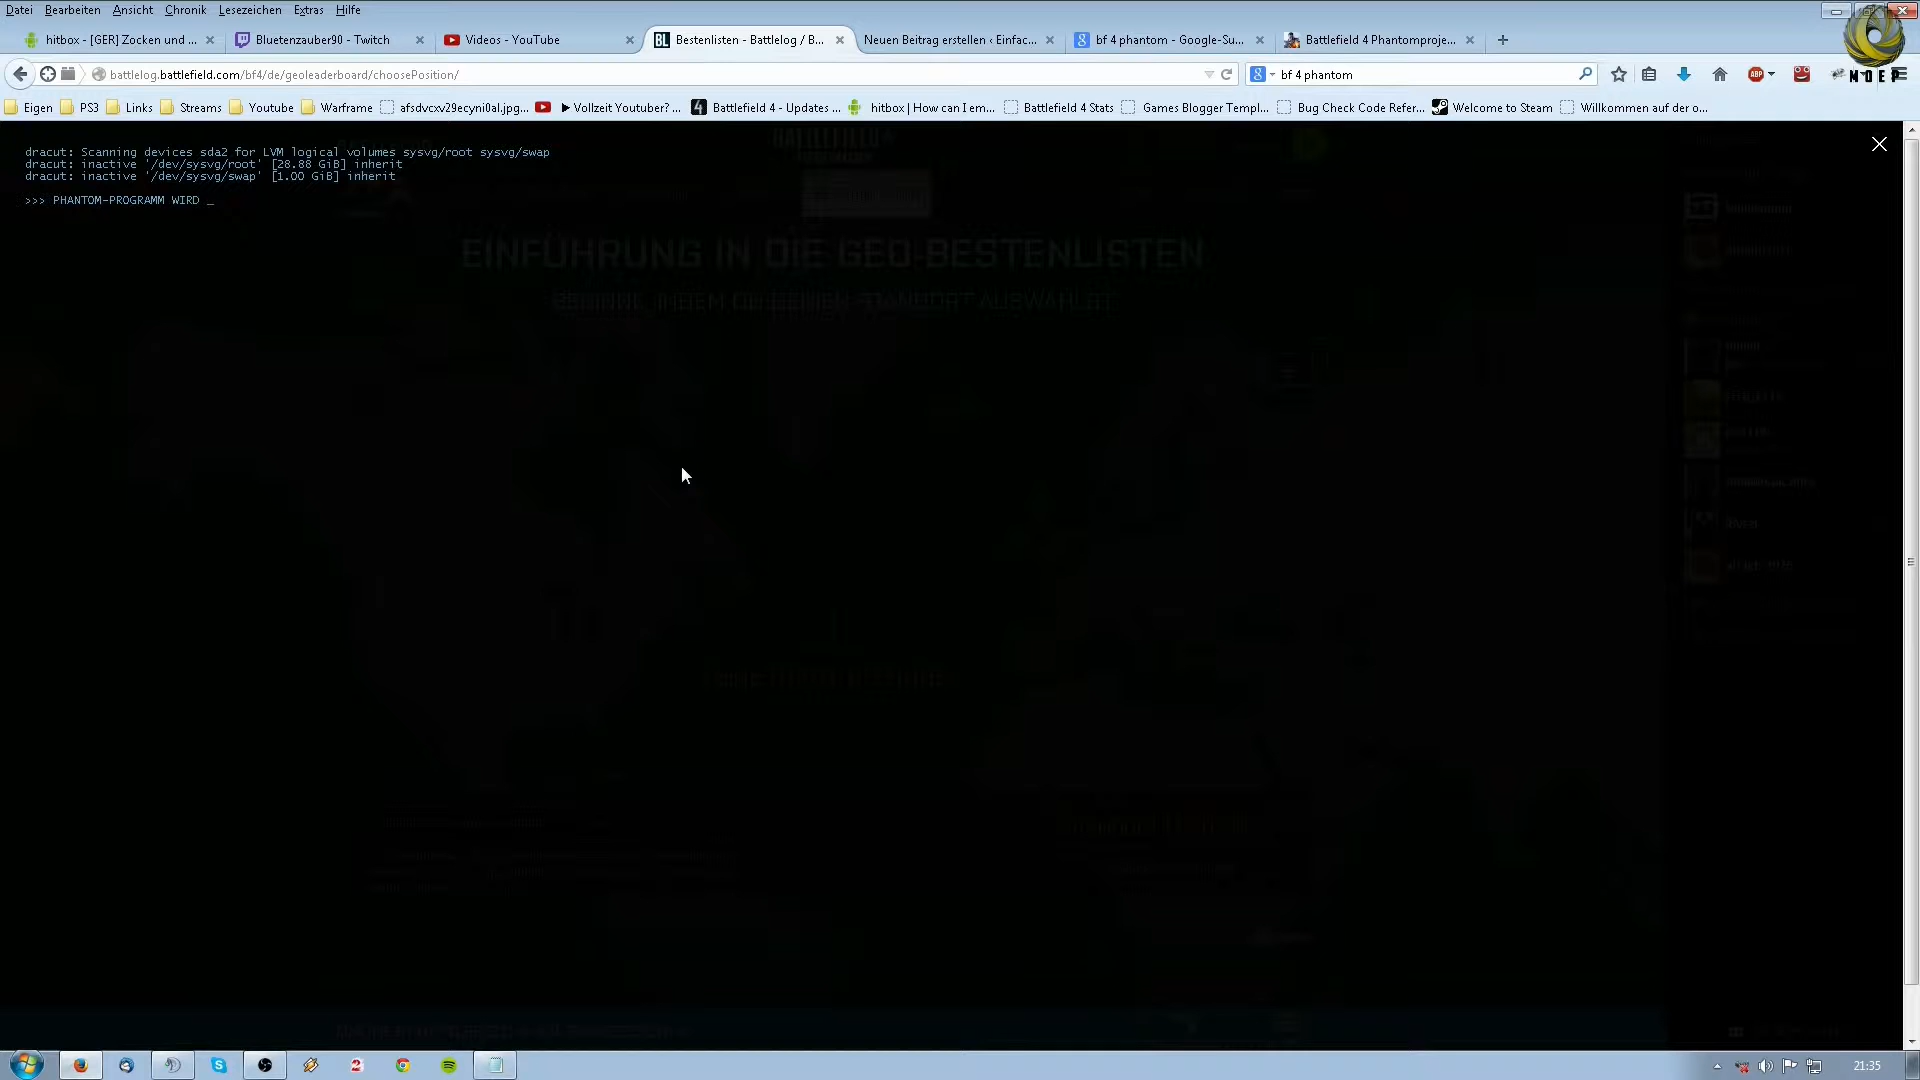 Datei Bearbeiten Ansicht Chronik Lesezeichen Extras Hilfe
hitbox - [GER] Zocken und ...
Bluetenzauber90 - Twitch
Videos - YouTube
BL Bestenlisten - Battlelog / B...
Neuen Beitrag erstellen ‹ Einfac...
bf 4 phantom - Google-Su...
Battlefield 4 Phantomproje...
battlelog.battlefield.com/bf4/de/geoleaderboard/choosePosition/
bf 4 phantom
ABP
MOEP
Eigen PS3 Links Streams Youtube Warframe afsdvcxv29ecyni0al.jpg... ▶ Vollzeit Youtuber? ... 4 Battlefield 4 - Updates ... hitbox | How can I em... Battlefield 4 Stats Games Blogger Templ... Bug Check Code Refer... Welcome to Steam Willkommen auf der o...
dracut: Scanning devices sda2 for LVM logical volumes sysvg/root sysvg/swap
dracut: inactive '/dev/sysvg/root' [28.88 GiB] inherit
dracut: inactive '/dev/sysvg/swap' [1.00 GiB] inherit
>>> PHANTOM-PROGRAMM WIRD _
EINFÜHRUNG IN DIE GEO-BESTENLISTEN
21:35